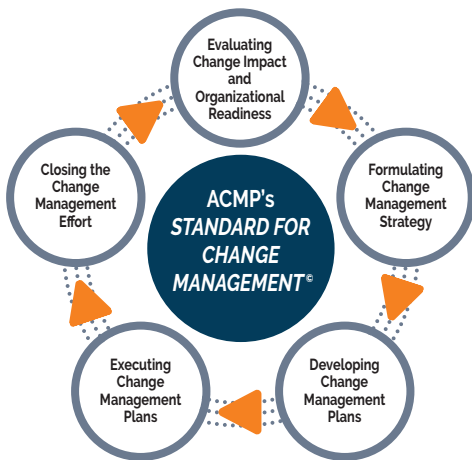 Evaluating
Change Impact
and
Organizational
Readiness
Formulating
Change
Management
Strategy
Developing
Change
Management
Plans
Executing
Change
Management
Plans
Closing the
Change
Management
Effort
ACMP's
STANDARD FOR
CHANGE
MANAGEMENT©